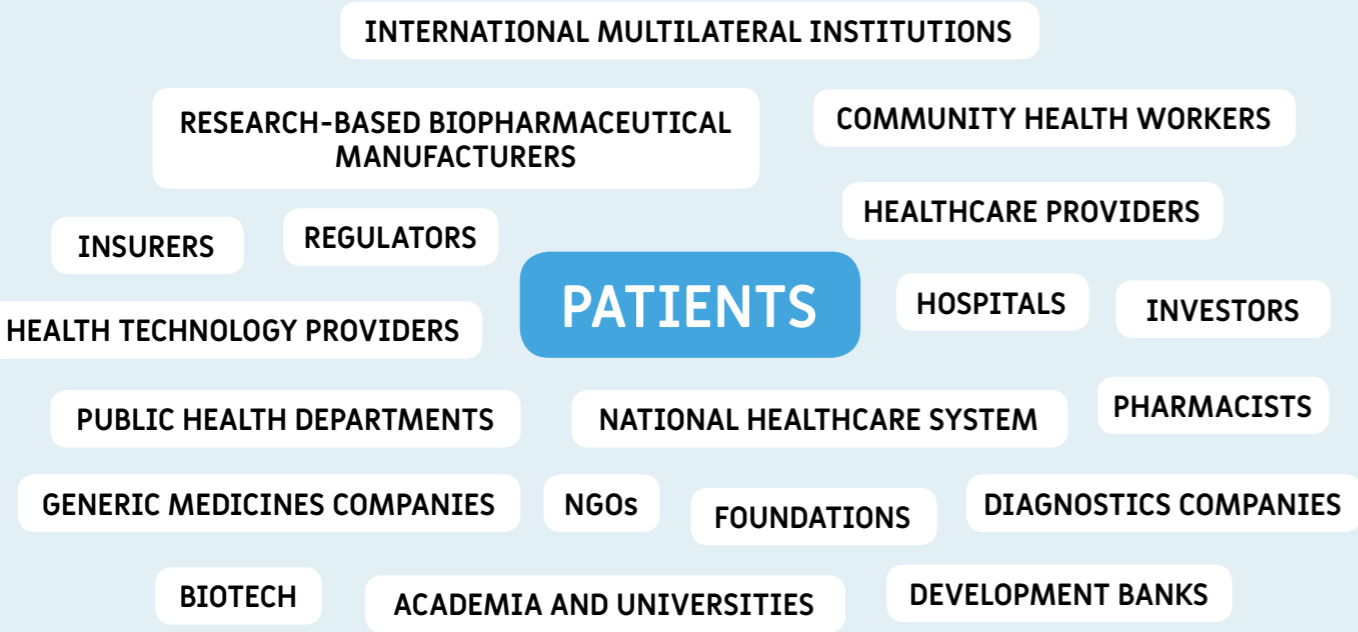 INTERNATIONAL MULTILATERAL INSTITUTIONS
RESEARCH-BASED BIOPHARMACEUTICAL
MANUFACTURERS
COMMUNITY HEALTH WORKERS
HEALTHCARE PROVIDERS
INSURERS
REGULATORS
PATIENTS
HOSPITALS
INVESTORS
HEALTH TECHNOLOGY PROVIDERS
PUBLIC HEALTH DEPARTMENTS
NATIONAL HEALTHCARE SYSTEM
PHARMACISTS
GENERIC MEDICINES COMPANIES
NGOs
FOUNDATIONS
DIAGNOSTICS COMPANIES
BIOTECH
ACADEMIA AND UNIVERSITIES
DEVELOPMENT BANKS